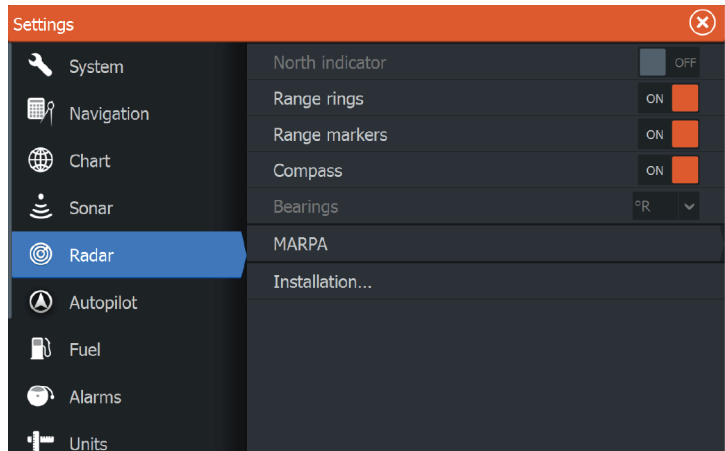 Settings
System
Navigation
Chart
Sonar
Radar
Autopilot
Fuel
Alarms
Units
North indicator OFF
Range rings ON
Range markers ON
Compass ON
Bearings °R
MARPA
Installation...